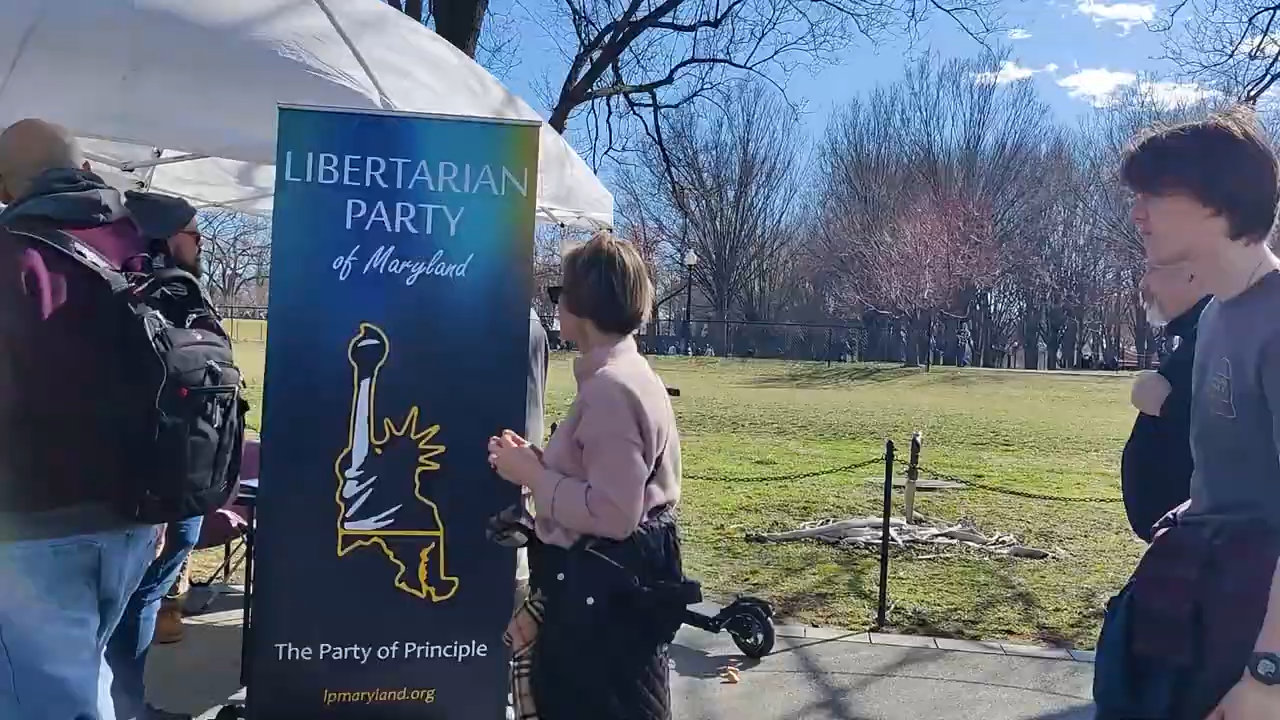 LIBERTARIAN
PARTY
of Maryland
The Party of Principle
lpmaryland.org